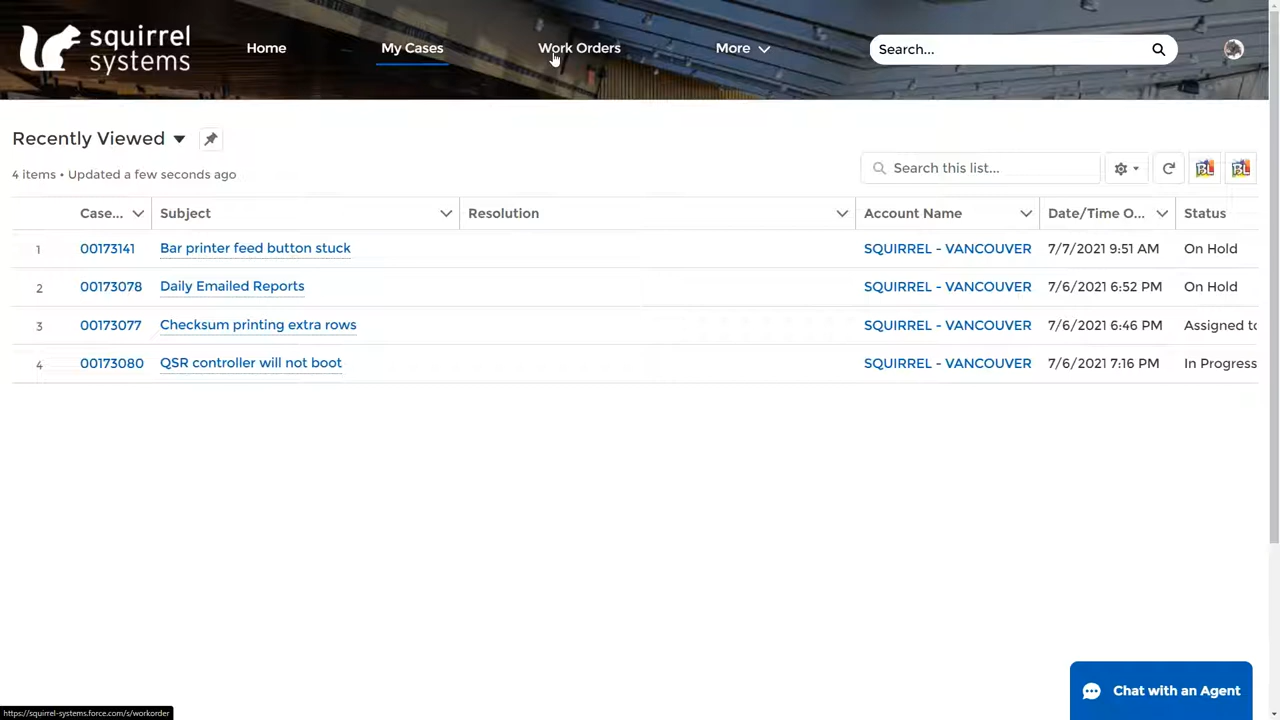 squirrel systems
Home My Cases Work Orders More Search...
Recently Viewed
4 items • Updated a few seconds ago
Search this list...
Case... Subject Resolution Account Name Date/Time O... Status
1 00173141 Bar printer feed button stuck SQUIRREL - VANCOUVER 7/7/2021 9:51 AM On Hold
2 00173078 Daily Emailed Reports SQUIRREL - VANCOUVER 7/6/2021 6:52 PM On Hold
3 00173077 Checksum printing extra rows SQUIRREL - VANCOUVER 7/6/2021 6:46 PM Assigned to
4 00173080 QSR controller will not boot SQUIRREL - VANCOUVER 7/6/2021 7:16 PM In Progress
Chat with an Agent
https://squirrel-systems.force.com/s/workorder